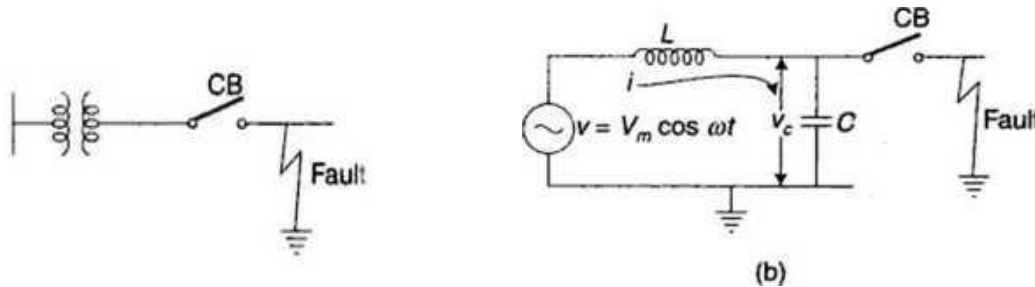 CB
Fault
L
CB
i
v = V_m cos ωt
v_c
C
Fault
(b)